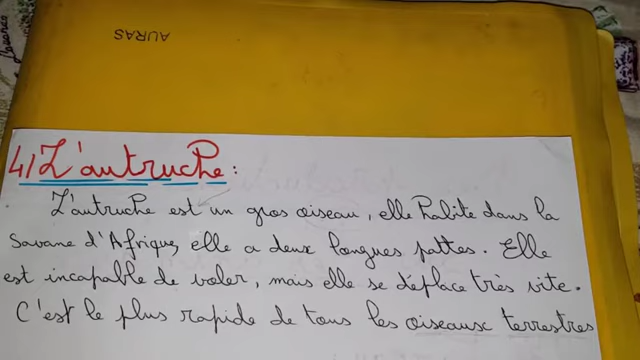 AURAS
4/ L'autruche :
L'autruche est un gros oiseau, elle habite dans la
Savane d'Afrique, elle a deux longues pattes. Elle
est incapable de voler, mais elle se déplace très vite.
C'est le plus rapide de tous les oiseaux terrestres